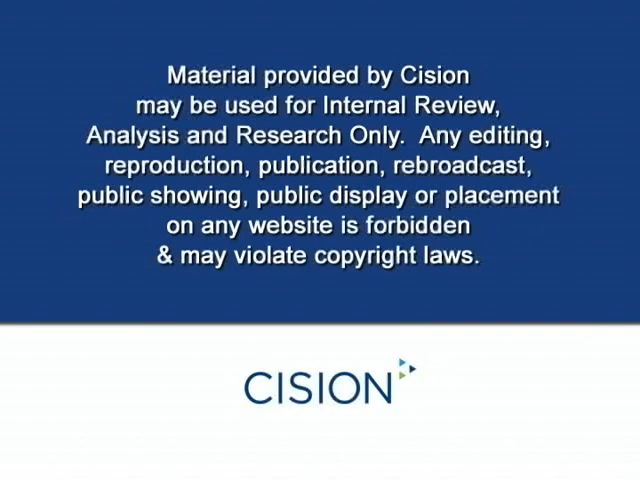 Material provided by Cision
may be used for Internal Review,
Analysis and Research Only.  Any editing,
reproduction, publication, rebroadcast,
public showing, public display or placement
on any website is forbidden
& may violate copyright laws.
CISION